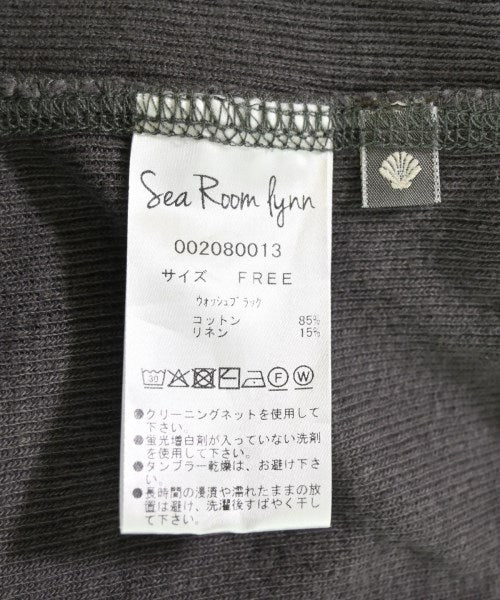 Sea Room lynn
002080013
サイズ FREE
ウォッシュブラック
コットン 85%
リネン 15%
30 F W
●クリーニングネットを使用して
下さい。
●蛍光増白剤が入っていない洗剤
を使用して下さい。
●タンブラー乾燥は、お避け下さ
い。
●長時間の浸漬や濡れたままの放
置は避け、洗濯後すばやく干し
て下さい。